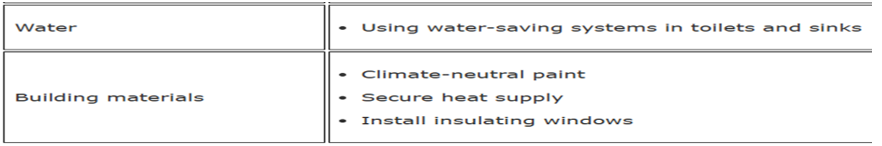 Water
• Using water-saving systems in toilets and sinks
Building materials
• Climate-neutral paint
• Secure heat supply
• Install insulating windows